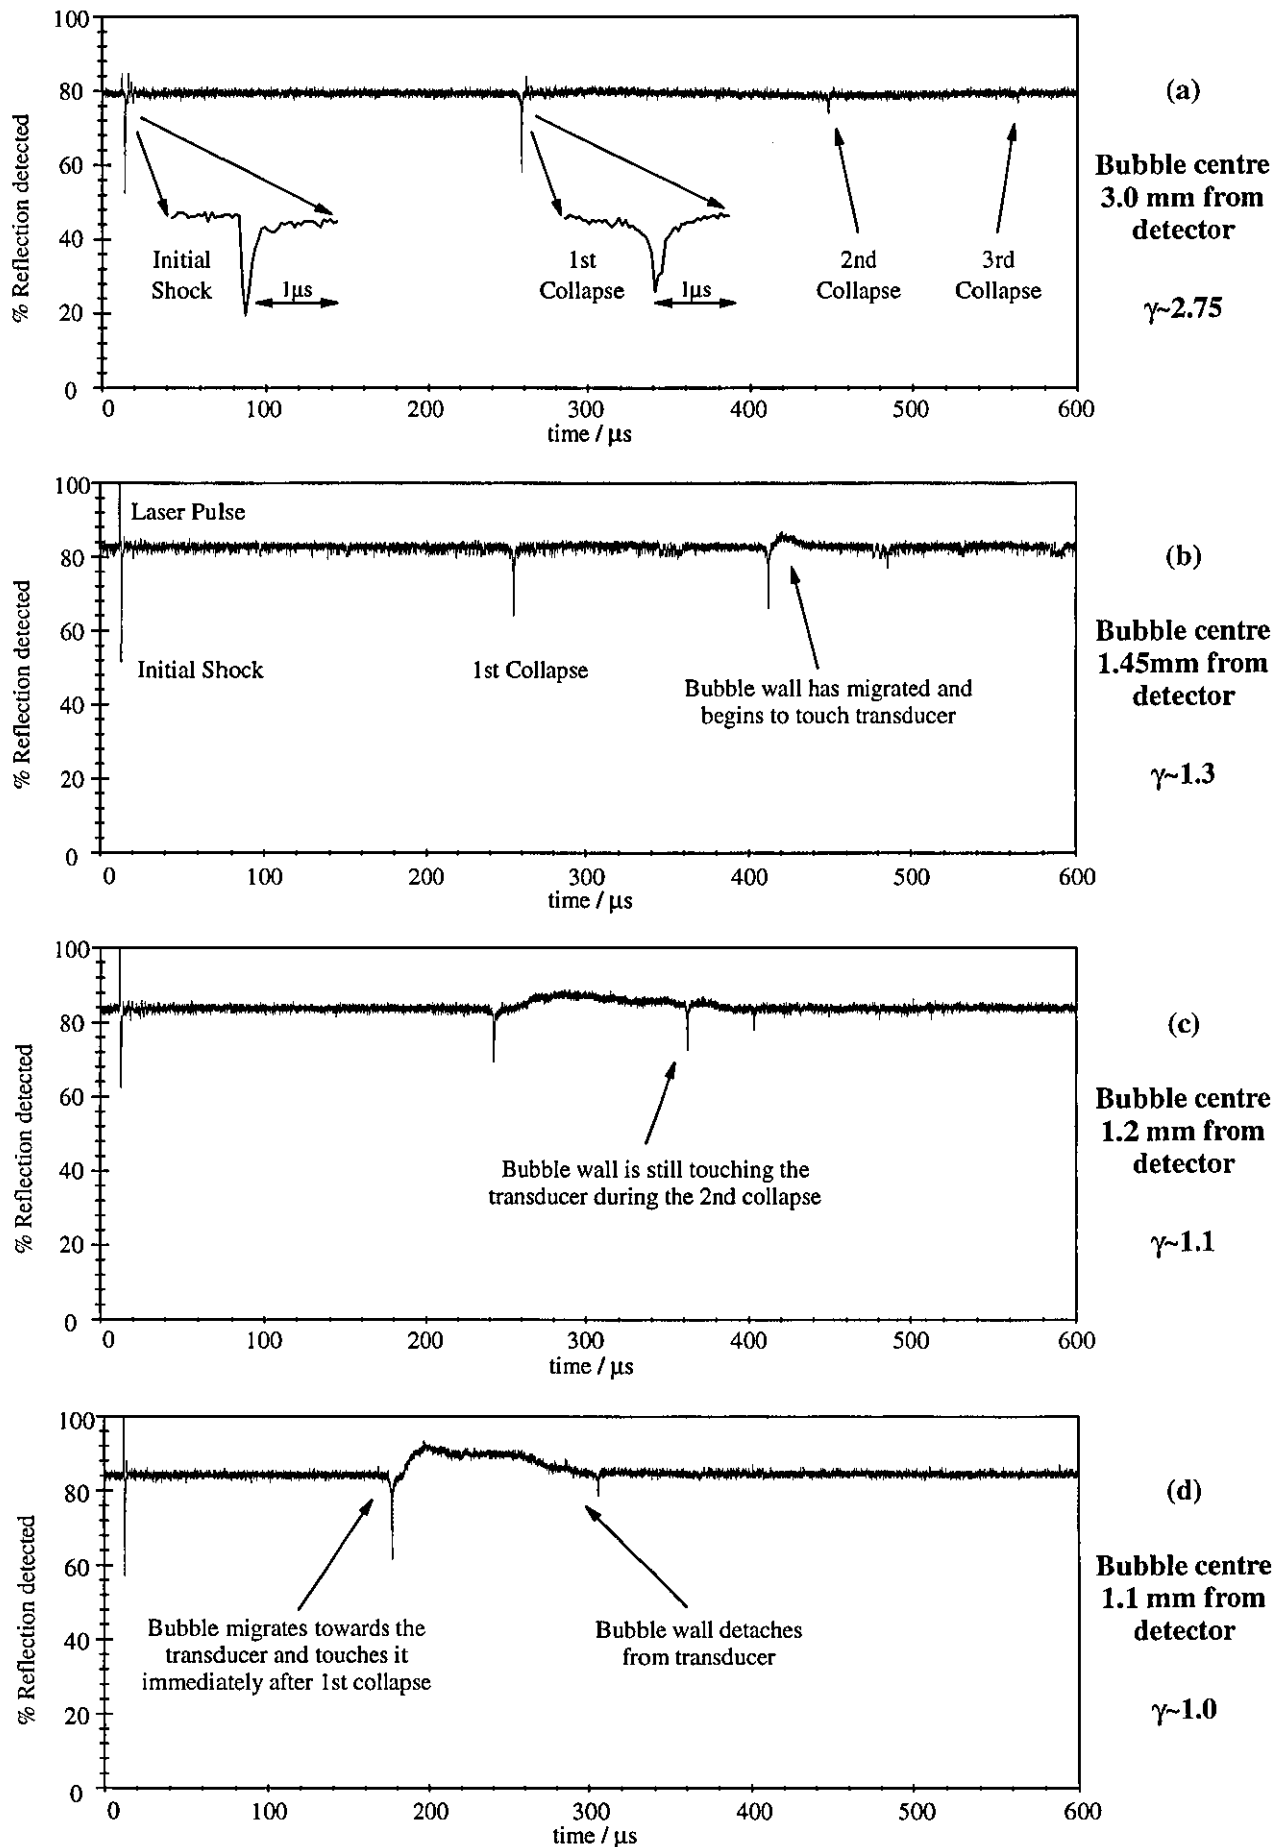 100
80
60
40
20
0
% Reflection detected
Initial
Shock
1μs
1st
Collapse
1μs
2nd
Collapse
3rd
Collapse
0 100 200 300 400 500 600
time / μs
(a)
Bubble centre
3.0 mm from
detector
γ~2.75
100
80
60
40
20
0
% Reflection detected
Laser Pulse
Initial Shock
1st Collapse
Bubble wall has migrated and
begins to touch transducer
0 100 200 300 400 500 600
time / μs
(b)
Bubble centre
1.45mm from
detector
γ~1.3
100
80
60
40
20
0
% Reflection detected
Bubble wall is still touching the
transducer during the 2nd collapse
0 100 200 300 400 500 600
time / μs
(c)
Bubble centre
1.2 mm from
detector
γ~1.1
100
80
60
40
20
0
% Reflection detected
Bubble migrates towards the
transducer and touches it
immediately after 1st collapse
Bubble wall detaches
from transducer
0 100 200 300 400 500 600
time / μs
(d)
Bubble centre
1.1 mm from
detector
γ~1.0